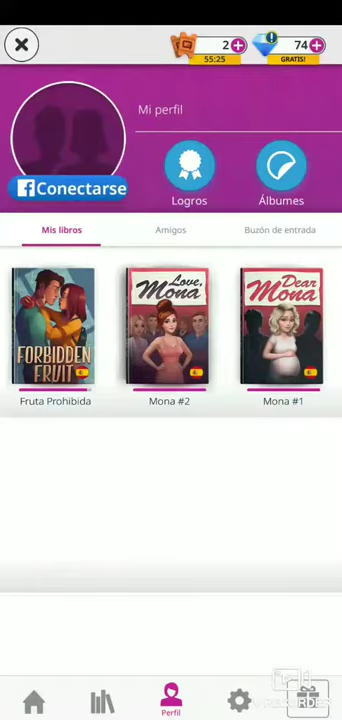 2
74
55:25
GRATIS!
Mi perfil
Conectarse
Logros
Álbumes
Mis libros
Amigos
Buzón de entrada
FORBIDDEN
FRUIT
Love,
Mona
Dear
Mona
Fruta Prohibida
Mona #2
Mona #1
Perfil